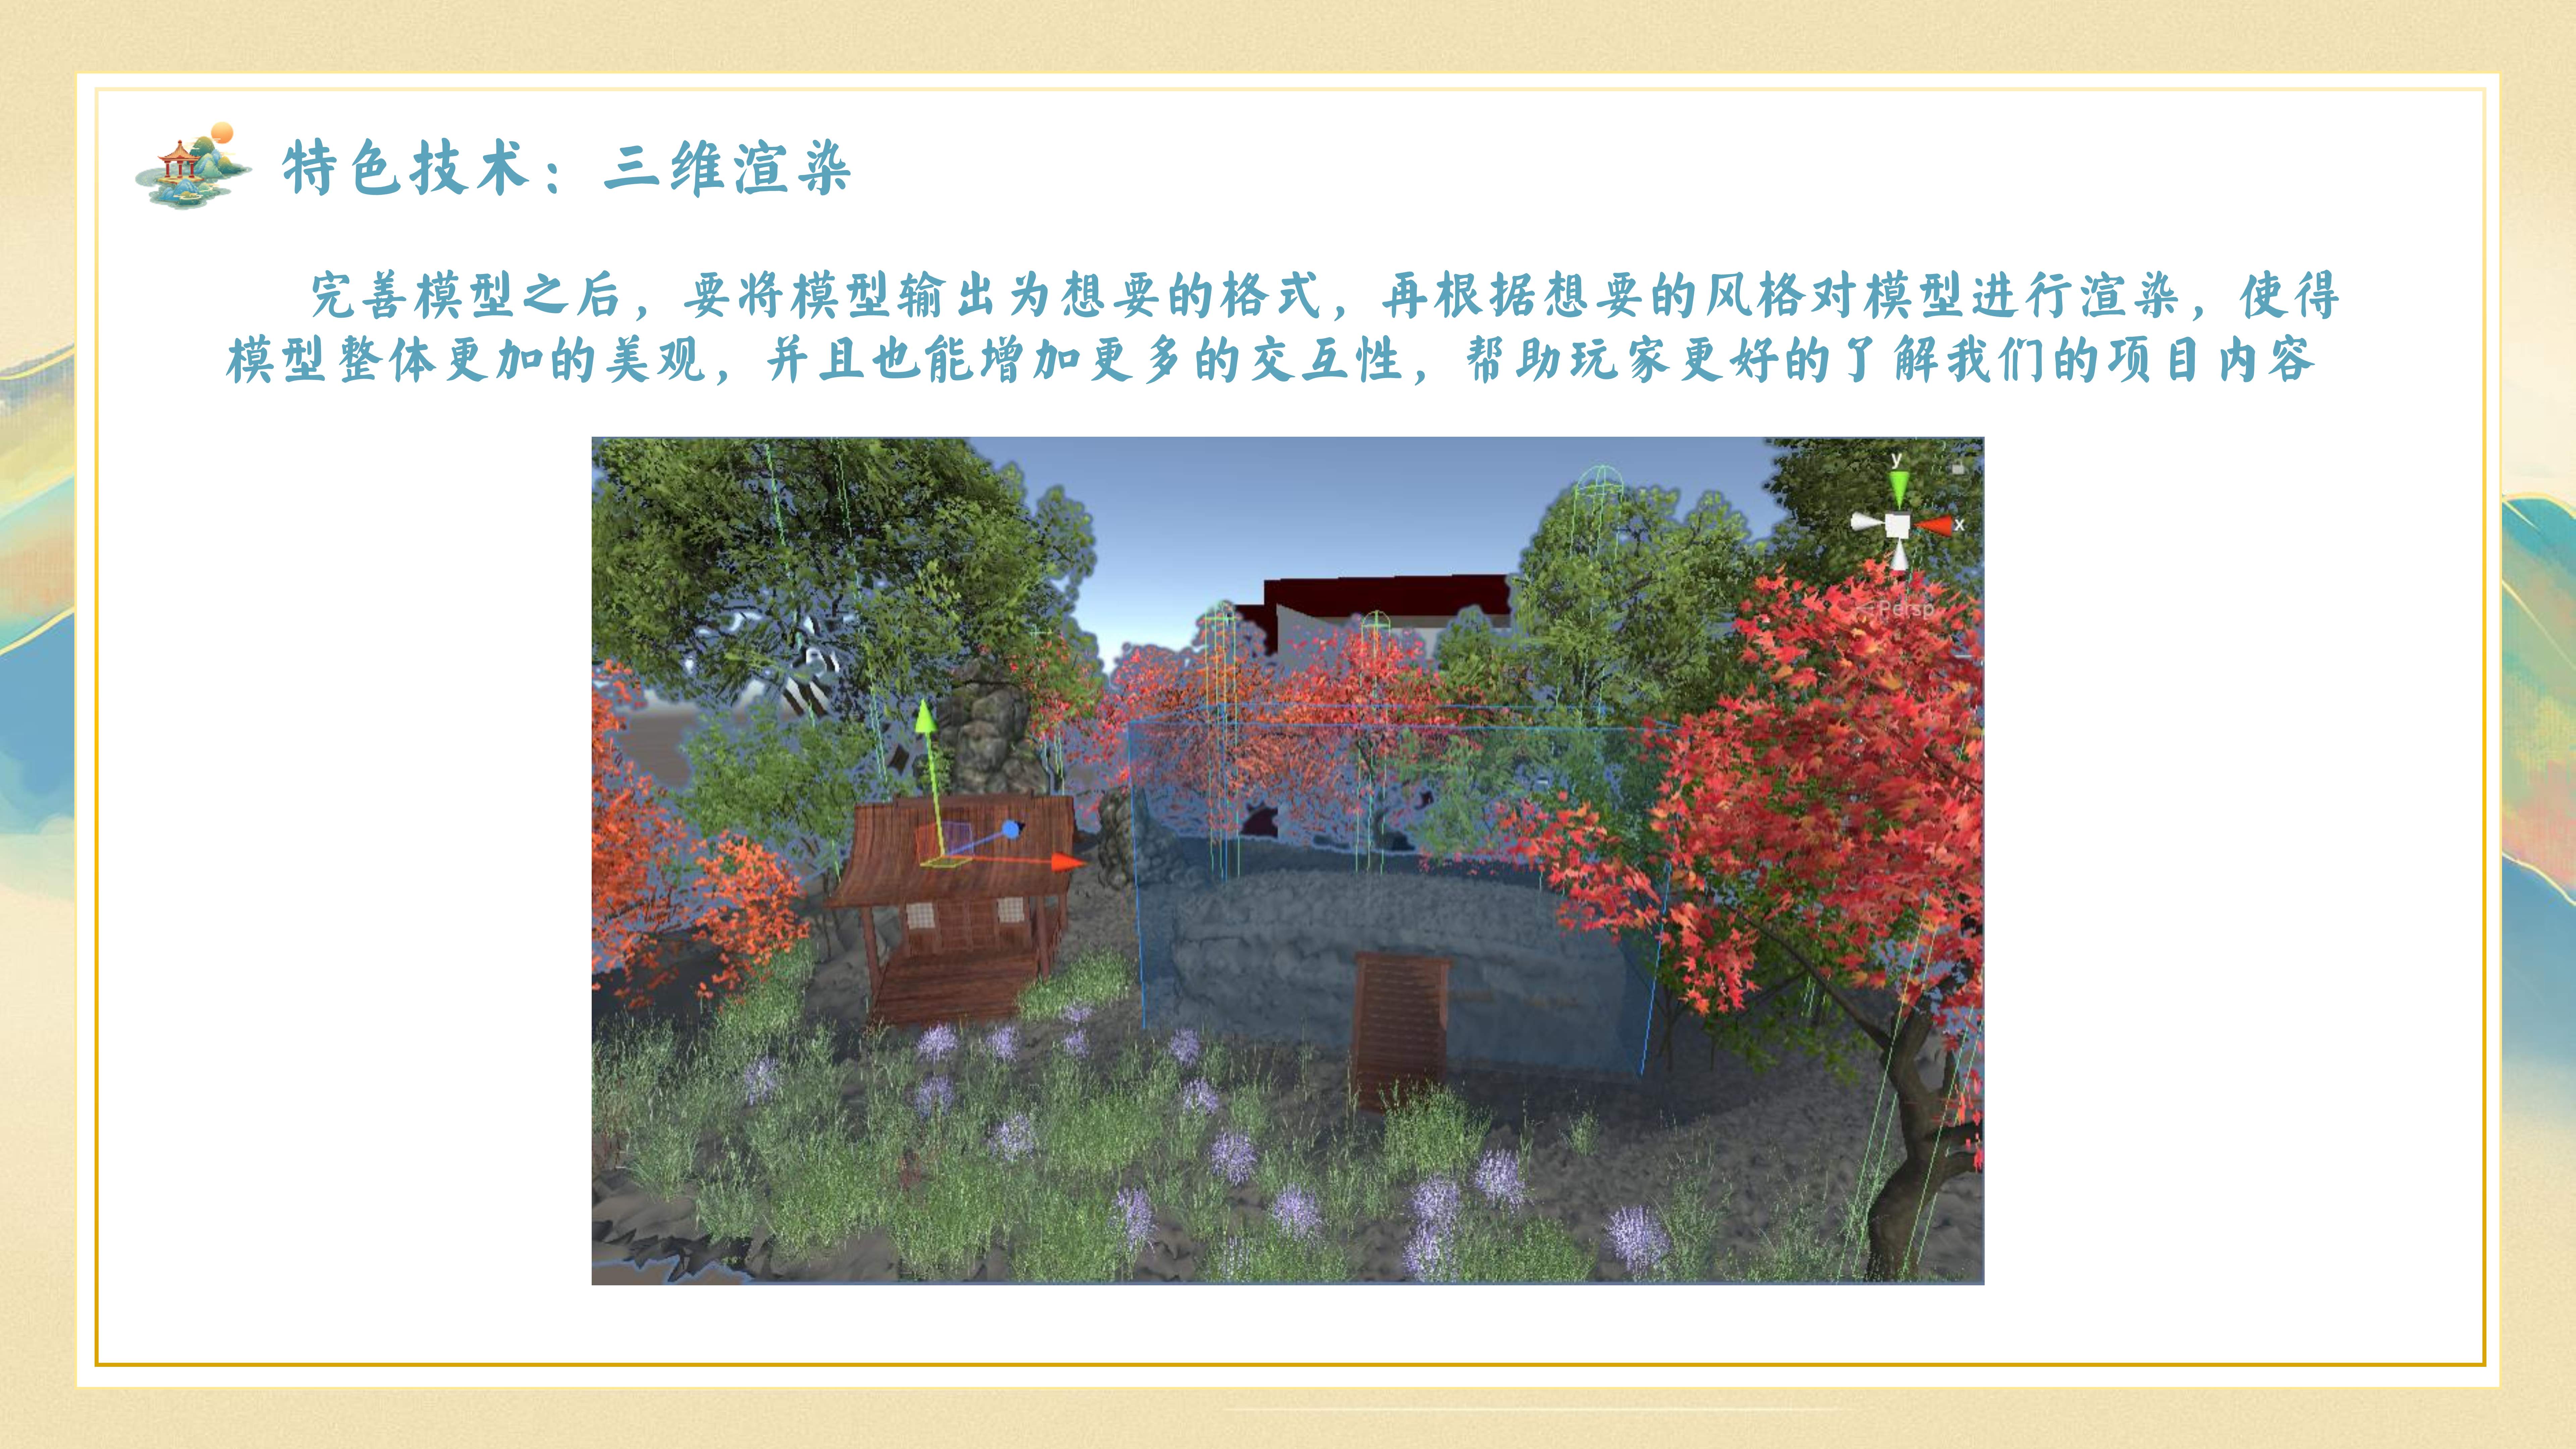 特色技术：三维渲染
完善模型之后，要将模型输出为想要的格式，再根据想要的风格对模型进行渲染，使得
模型整体更加的美观，并且也能增加更多的交互性，帮助玩家更好的了解我们的项目内容
y
x
Persp